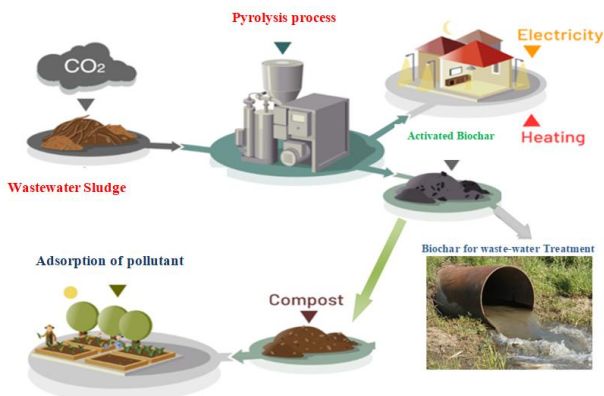 Pyrolysis process
Electricity
CO₂
Activated Biochar
Heating
Wastewater Sludge
Biochar for waste-water Treatment
Adsorption of pollutant
Compost